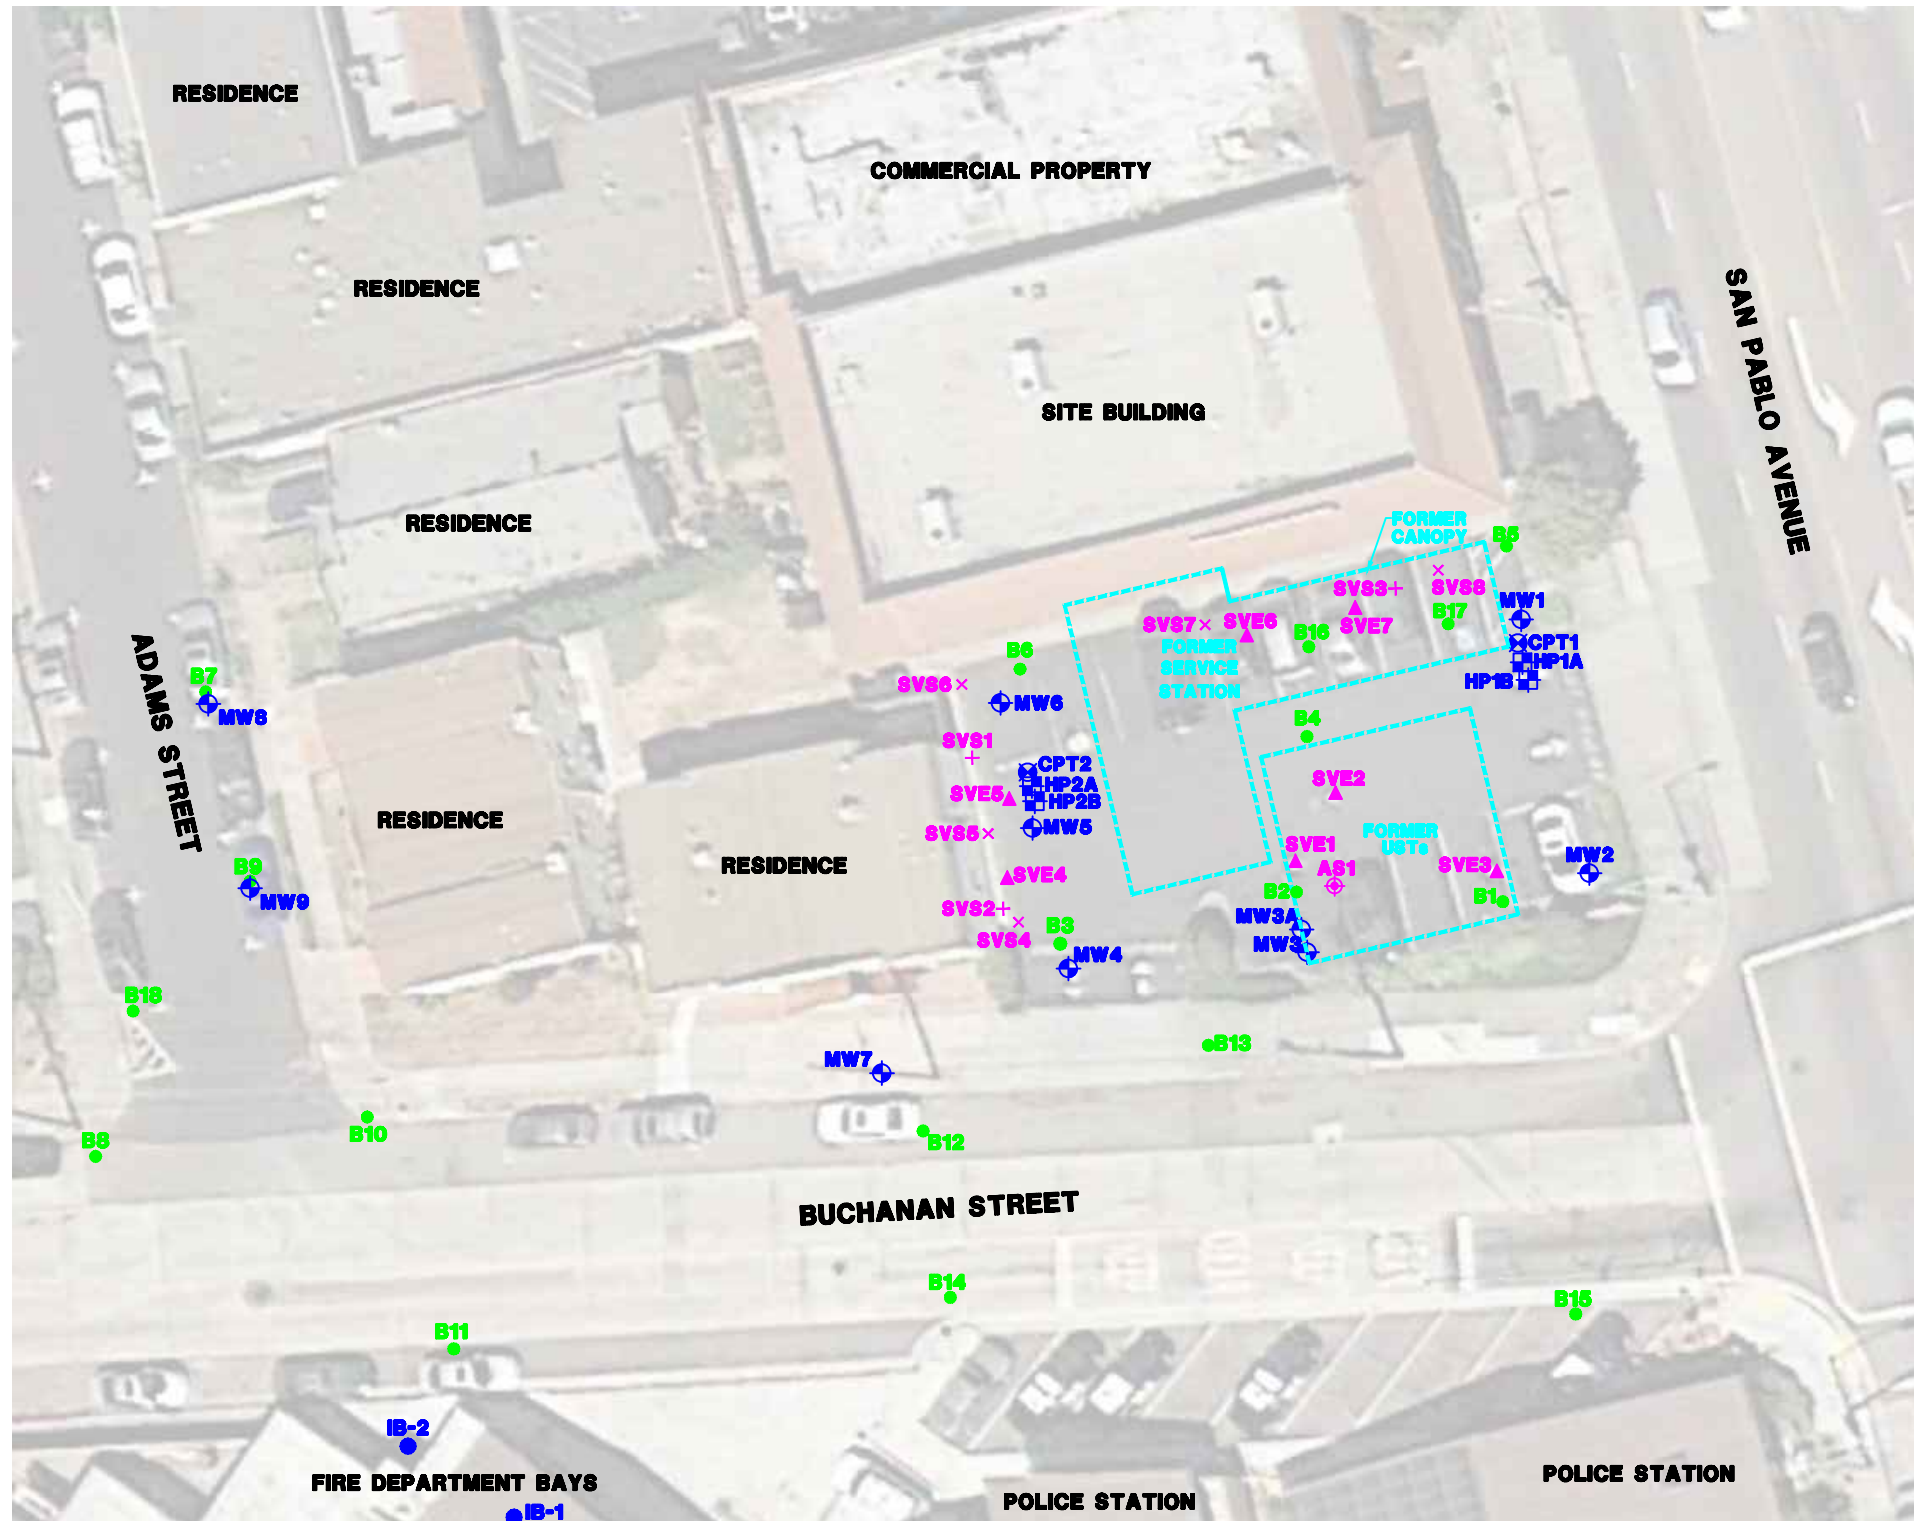 RESIDENCE
COMMERCIAL PROPERTY
RESIDENCE
SAN PABLO AVENUE
SITE BUILDING
RESIDENCE
FORMER
CANOPY
B5
SVS3
SVS8
MW1
B17
SVS7
SVE6
SVE7
B16
CPT1
FORMER
SERVICE
STATION
HP1A
HP1B
B6
SVS6
MW6
ADAMS STREET
B7
MW8
B4
SVS1
CPT2
HP2A
SVE5
HP2B
SVE2
RESIDENCE
SVS5
MW5
FORMER
USTs
SVE1
MW2
RESIDENCE
B9
SVE4
AS1
SVE3
B2
B1
MW9
SVS2
MW3A
SVS4
B3
MW3
MW4
B18
B13
MW7
B10
B8
B12
BUCHANAN STREET
B14
B15
B11
IB-2
FIRE DEPARTMENT BAYS
POLICE STATION
POLICE STATION
IB-1